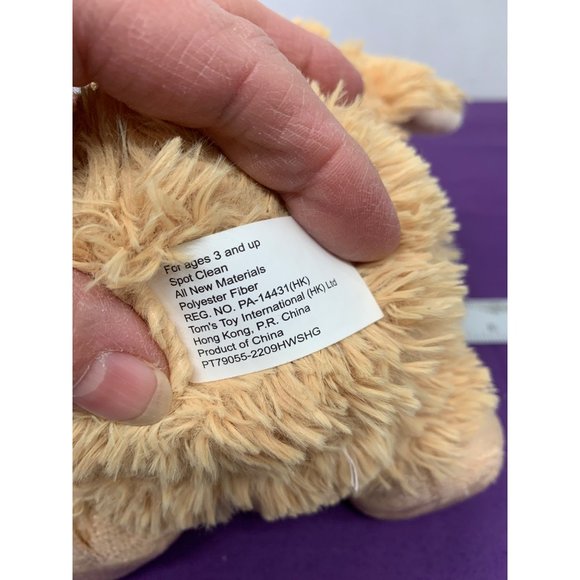 For ages 3 and up
Spot Clean
All New Materials
Polyester Fiber
REG. NO. PA-14431(HK)
Tom's Toy International (HK) Ltd
Hong Kong, P.R. China
Product of China
PT79055-2209HWSHG